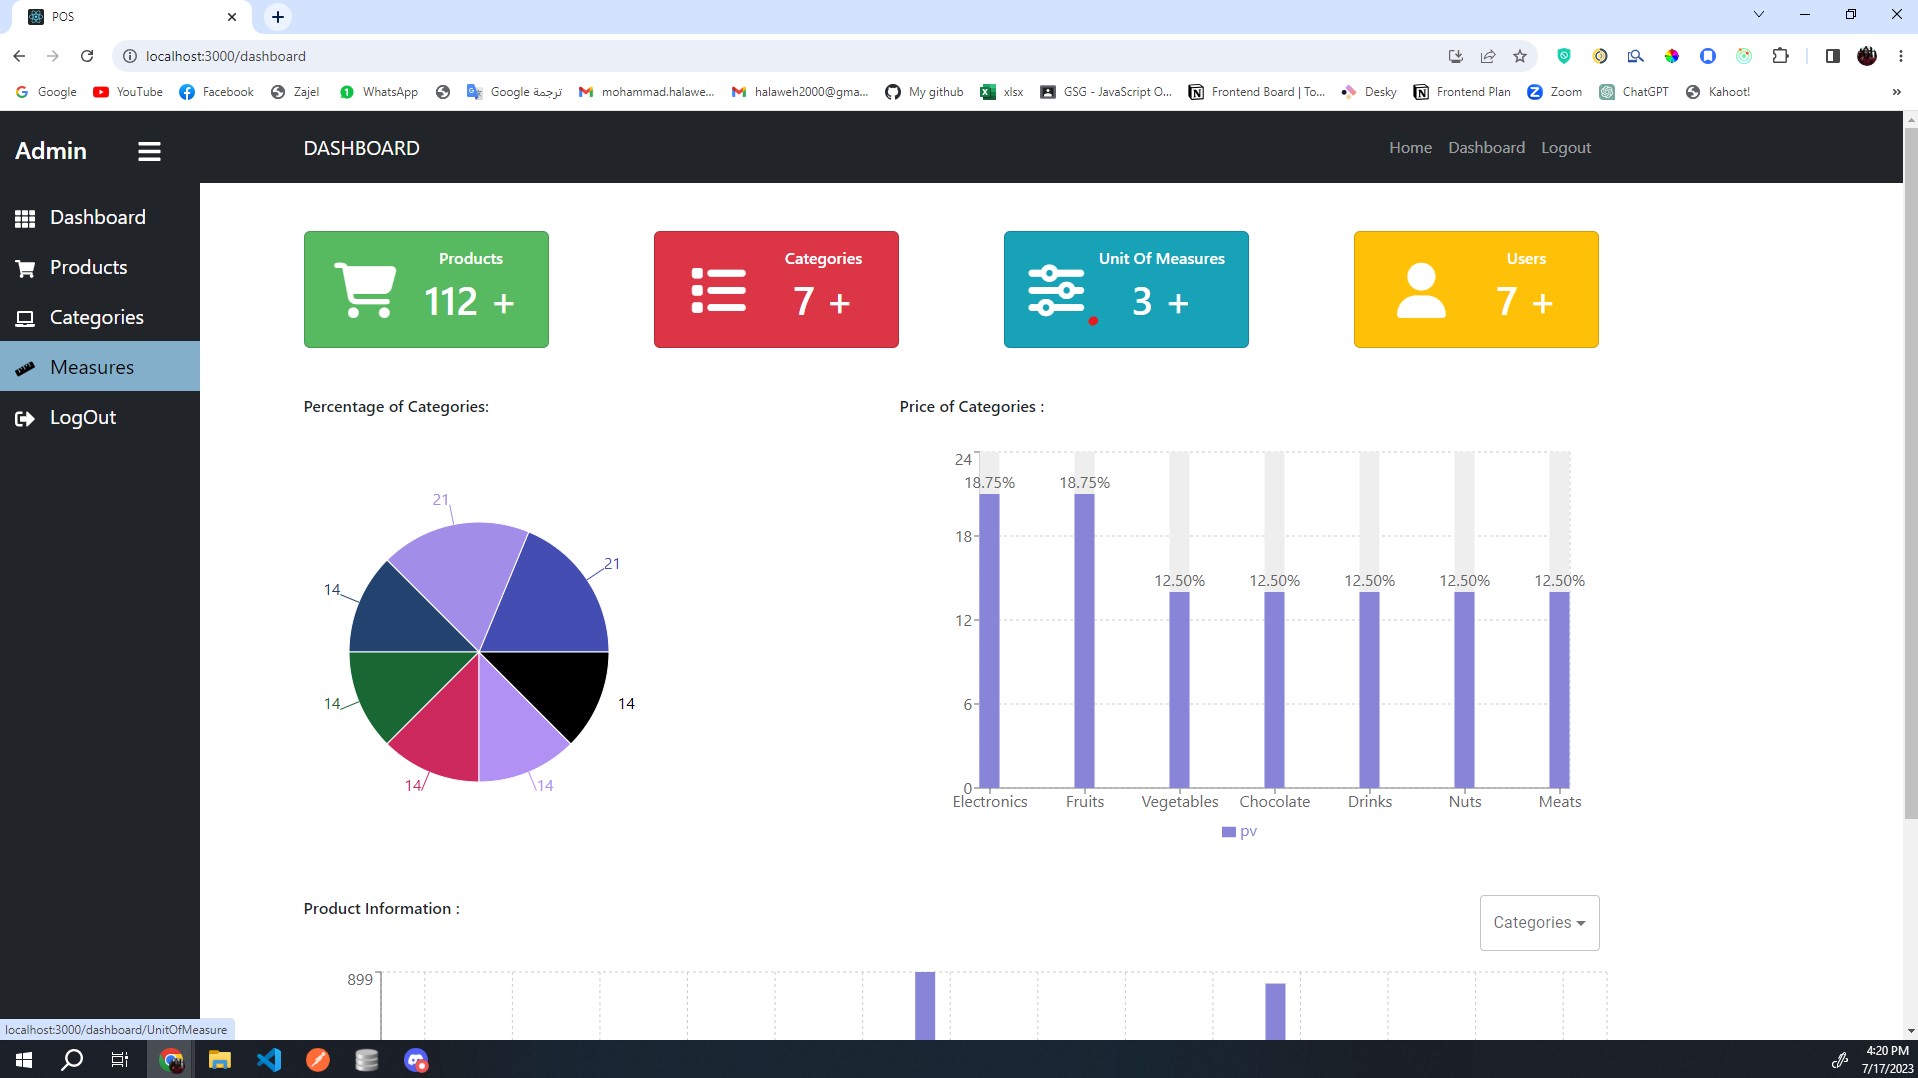 POS
localhost:3000/dashboard
Google YouTube Facebook Zajel WhatsApp Google ترجمة mohammad.halawe... halaweh2000@gma... My github xlsx GSG - JavaScript O... Frontend Board | To... Desky Frontend Plan Zoom ChatGPT Kahoot! »
Admin DASHBOARD Home Dashboard Logout
Dashboard
Products
Categories
Measures
LogOut
Products
112 +
Categories
7 +
Unit Of Measures
3 +
Users
7 +
Percentage of Categories:
21
21
14
14
14
14
14
Price of Categories :
24
18
12
6
0
18.75% 18.75%
12.50% 12.50% 12.50% 12.50% 12.50%
Electronics Fruits Vegetables Chocolate Drinks Nuts Meats
pv
Product Information :
Categories
899
localhost:3000/dashboard/UnitOfMeasure
4:20 PM
7/17/2023